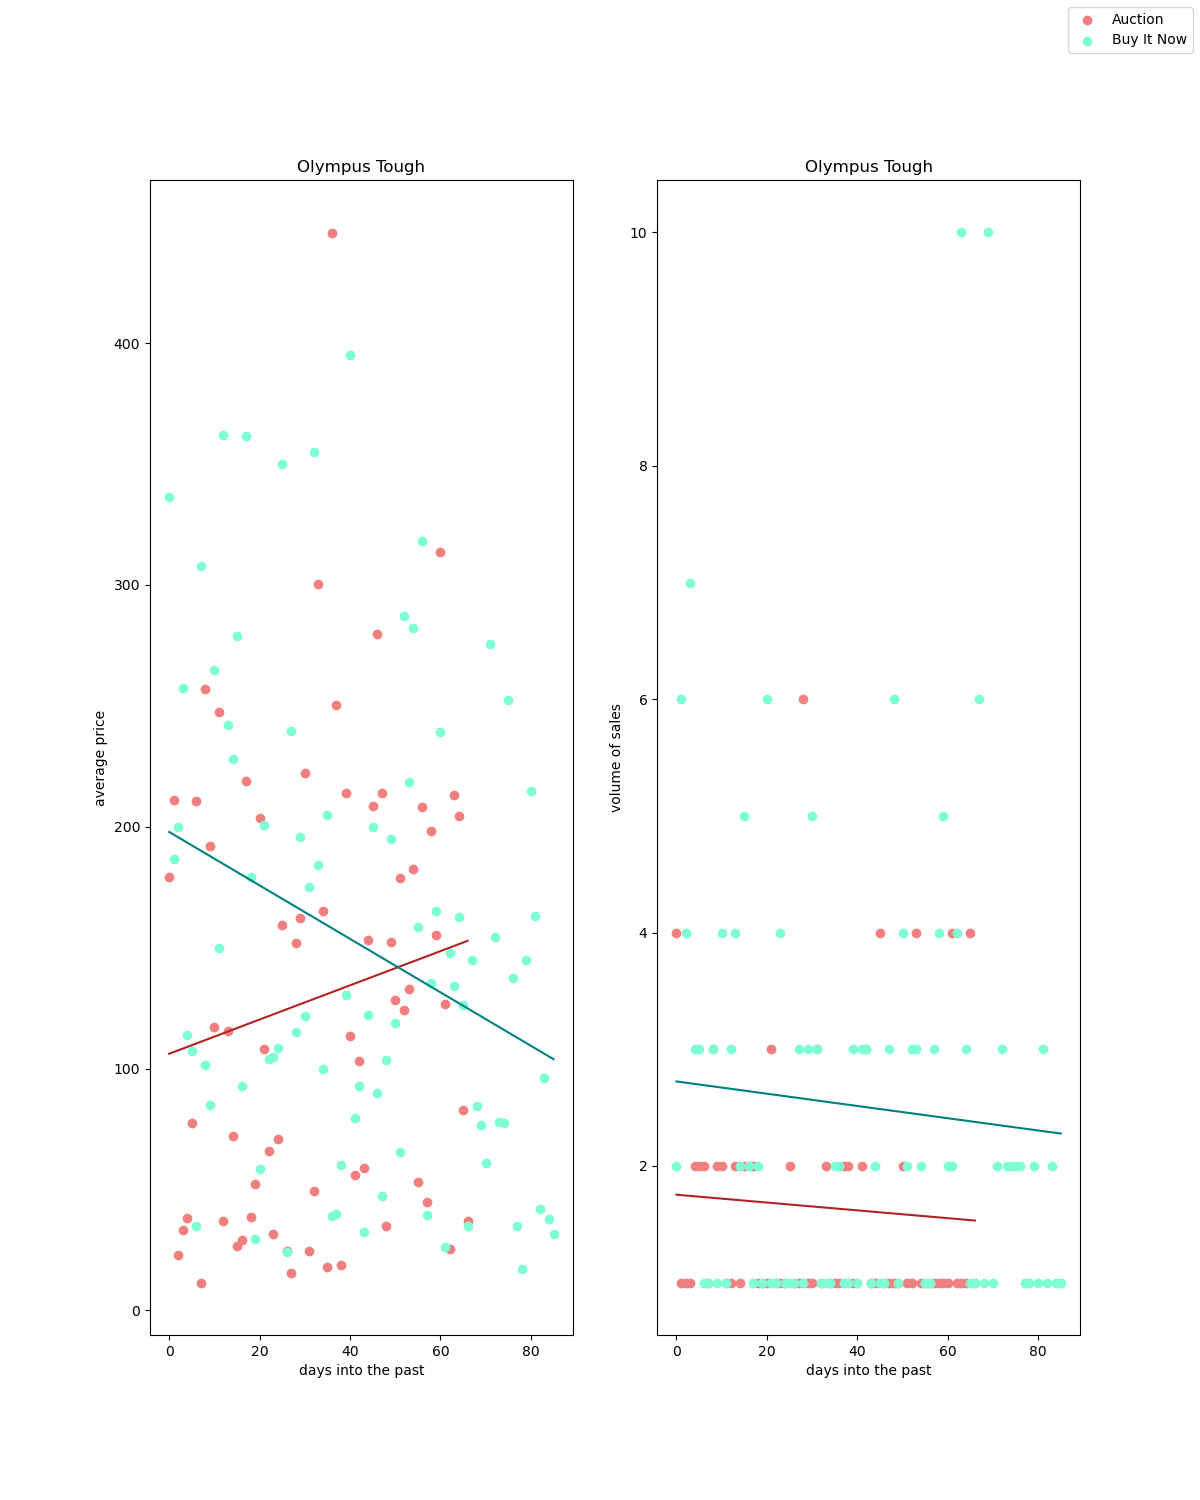 Auction
Buy It Now
Olympus Tough
average price
400
300
200
100
0
0 20 40 60 80
days into the past
Olympus Tough
volume of sales
10
8
6
4
2
0 20 40 60 80
days into the past